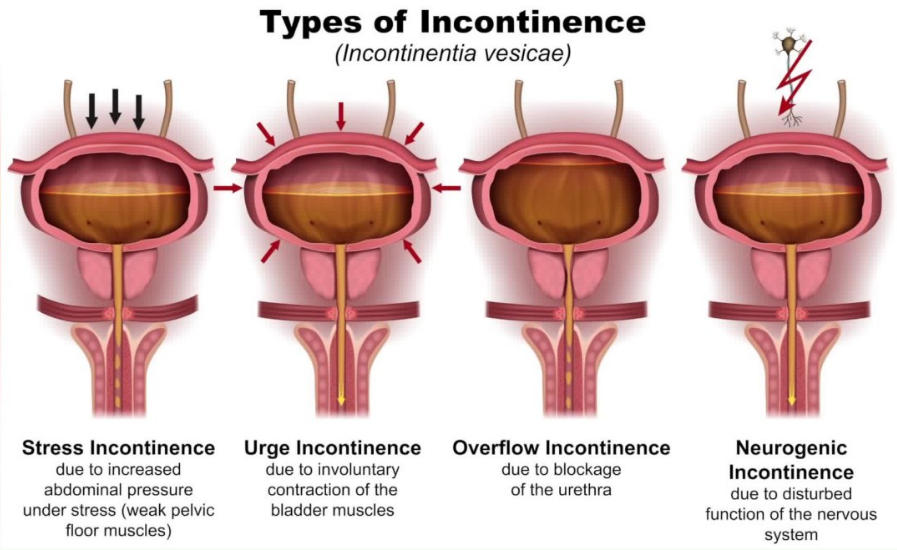 Types of Incontinence
(Incontinentia vesicae)
Stress Incontinence
due to increased
abdominal pressure
under stress (weak pelvic
floor muscles)
Urge Incontinence
due to involuntary
contraction of the
bladder muscles
Overflow Incontinence
due to blockage
of the urethra
Neurogenic
Incontinence
due to disturbed
function of the nervous
system